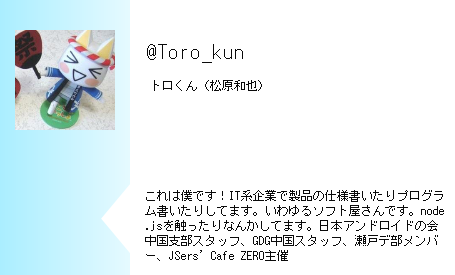 @Toro_kun
トロくん（松原和也）
これは僕です！IT系企業で製品の仕様書いたりプログラ
ム書いたりしてます。いわゆるソフト屋さんです。node
.jsを触ったりなんかしてます。日本アンドロイドの会
中国支部スタッフ、GDG中国スタッフ、瀬戸デ部メンバ
ー、JSers’Cafe ZERO主催